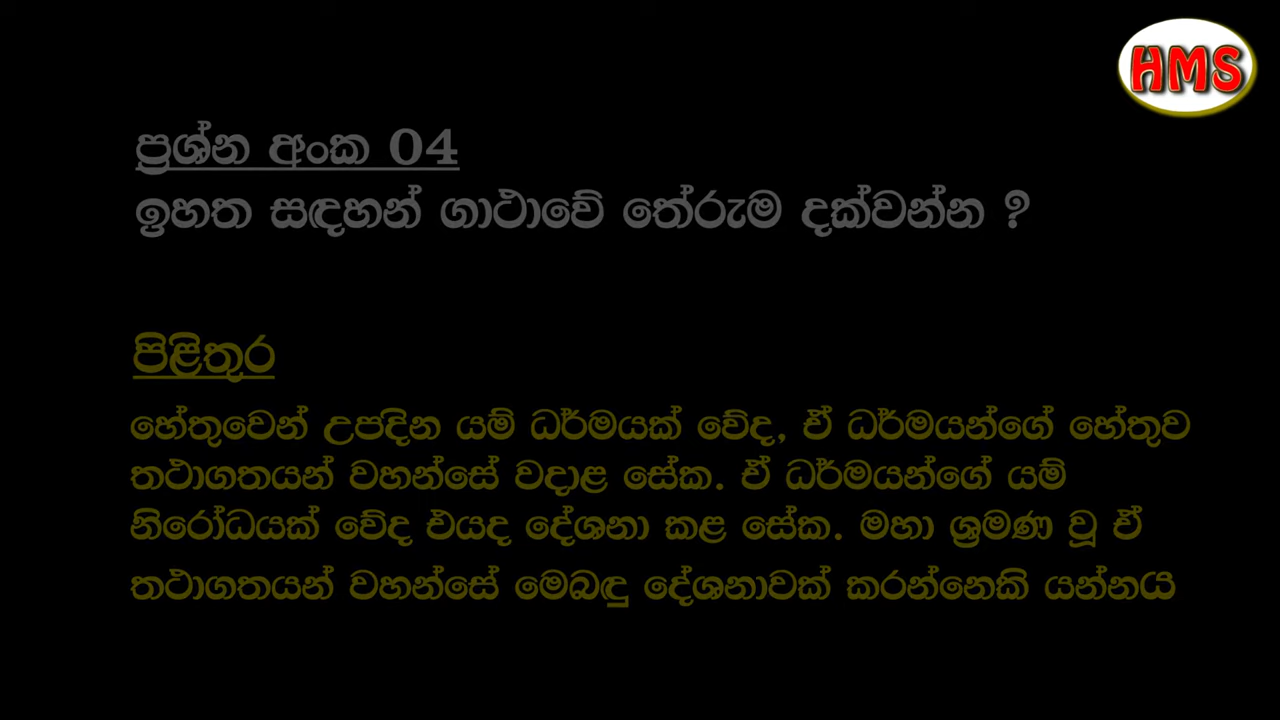 HMS
ප්‍රශ්න අංක 04
ඉහත සඳහන් ගාථාවේ තේරුම දක්වන්න ?
පිළිතුර
හේතුවෙන් උපදින යම් ධර්මයක් වේද, ඒ ධර්මයන්ගේ හේතුව
තථාගතයන් වහන්සේ වදාළ සේක. ඒ ධර්මයන්ගේ යම්
නිරෝධයක් වේද එයද දේශනා කළ සේක. මහා ශ්‍රමණ වූ ඒ
තථාගතයන් වහන්සේ මෙබඳු දේශනාවක් කරන්නෙකි යන්නය